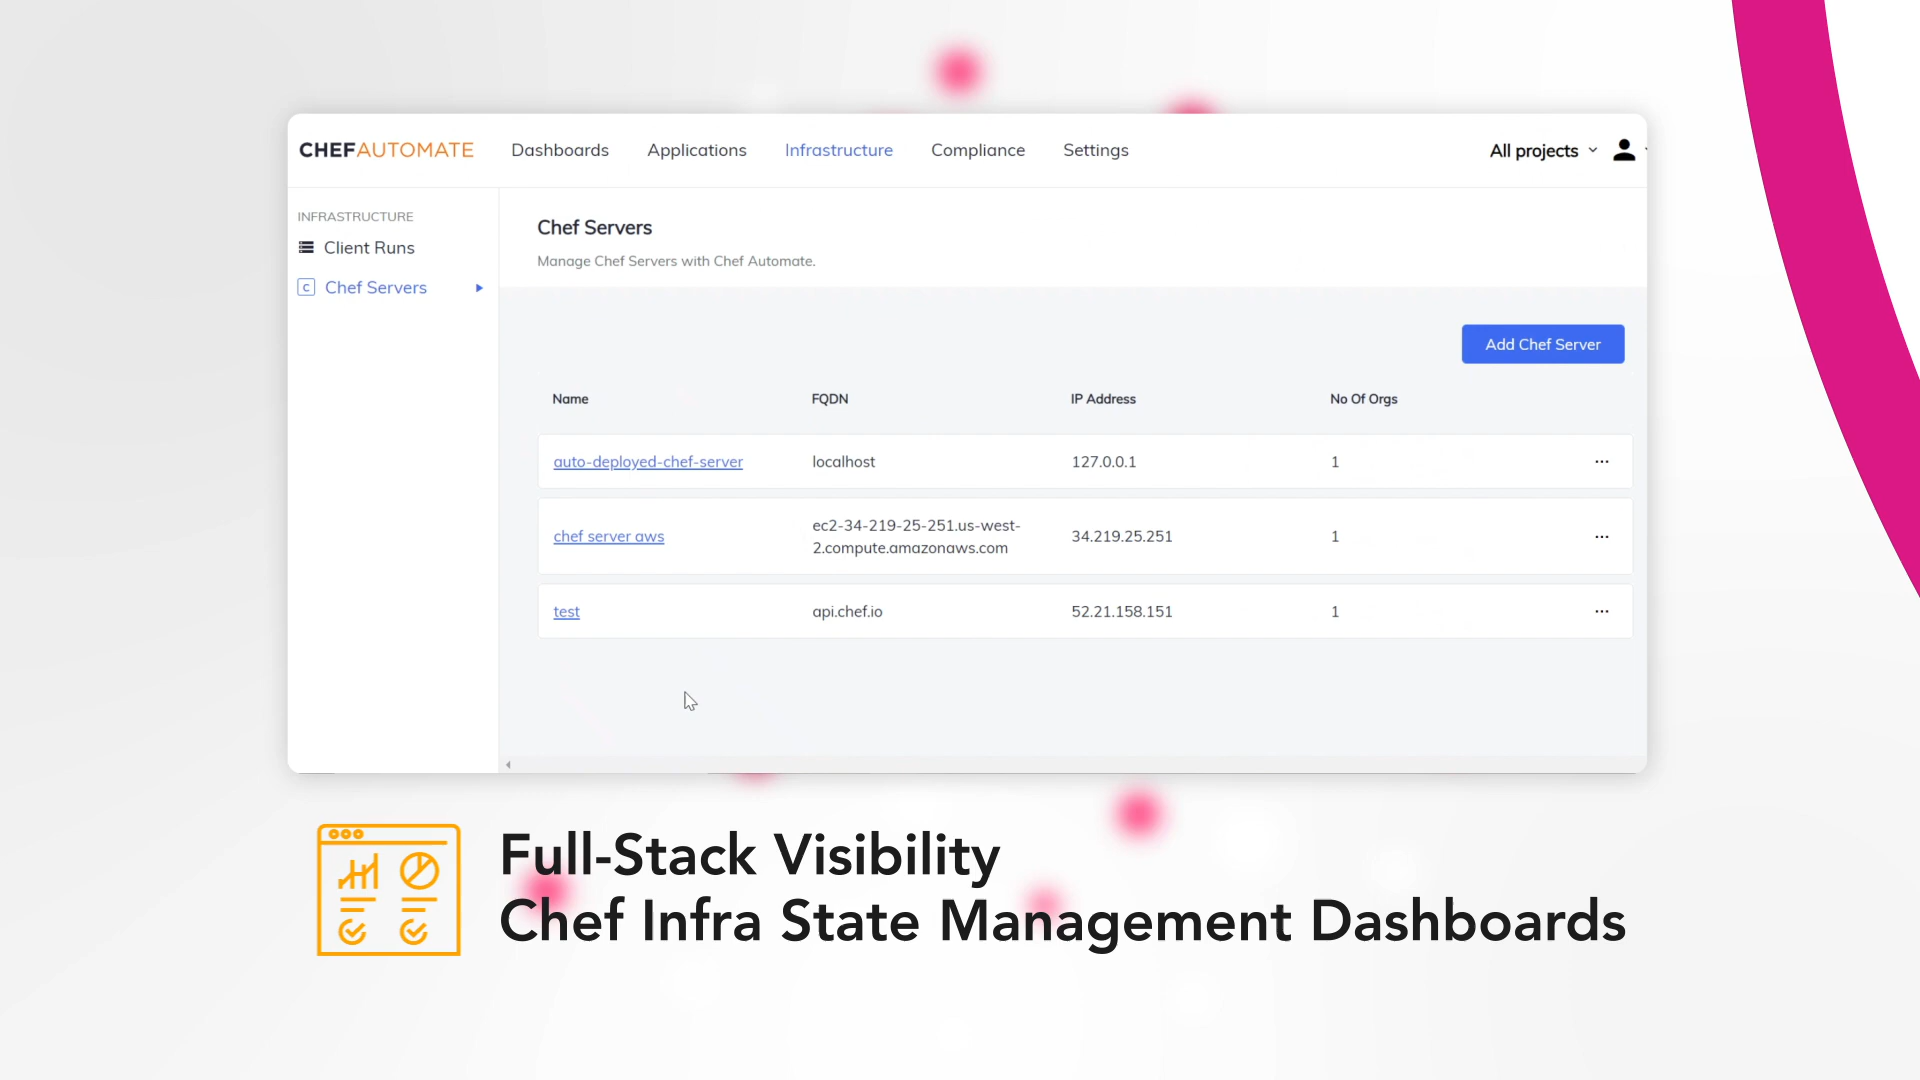 CHEFAUTOMATE Dashboards Applications Infrastructure Compliance Settings All projects
INFRASTRUCTURE
Client Runs
C Chef Servers
Chef Servers
Manage Chef Servers with Chef Automate.
Add Chef Server
Name FQDN IP Address No Of Orgs
auto-deployed-chef-server localhost 127.0.0.1 1 ...
chef server aws ec2-34-219-25-251.us-west-
2.compute.amazonaws.com 34.219.25.251 1 ...
test api.chef.io 52.21.158.151 1 ...
Full-Stack Visibility
Chef Infra State Management Dashboards